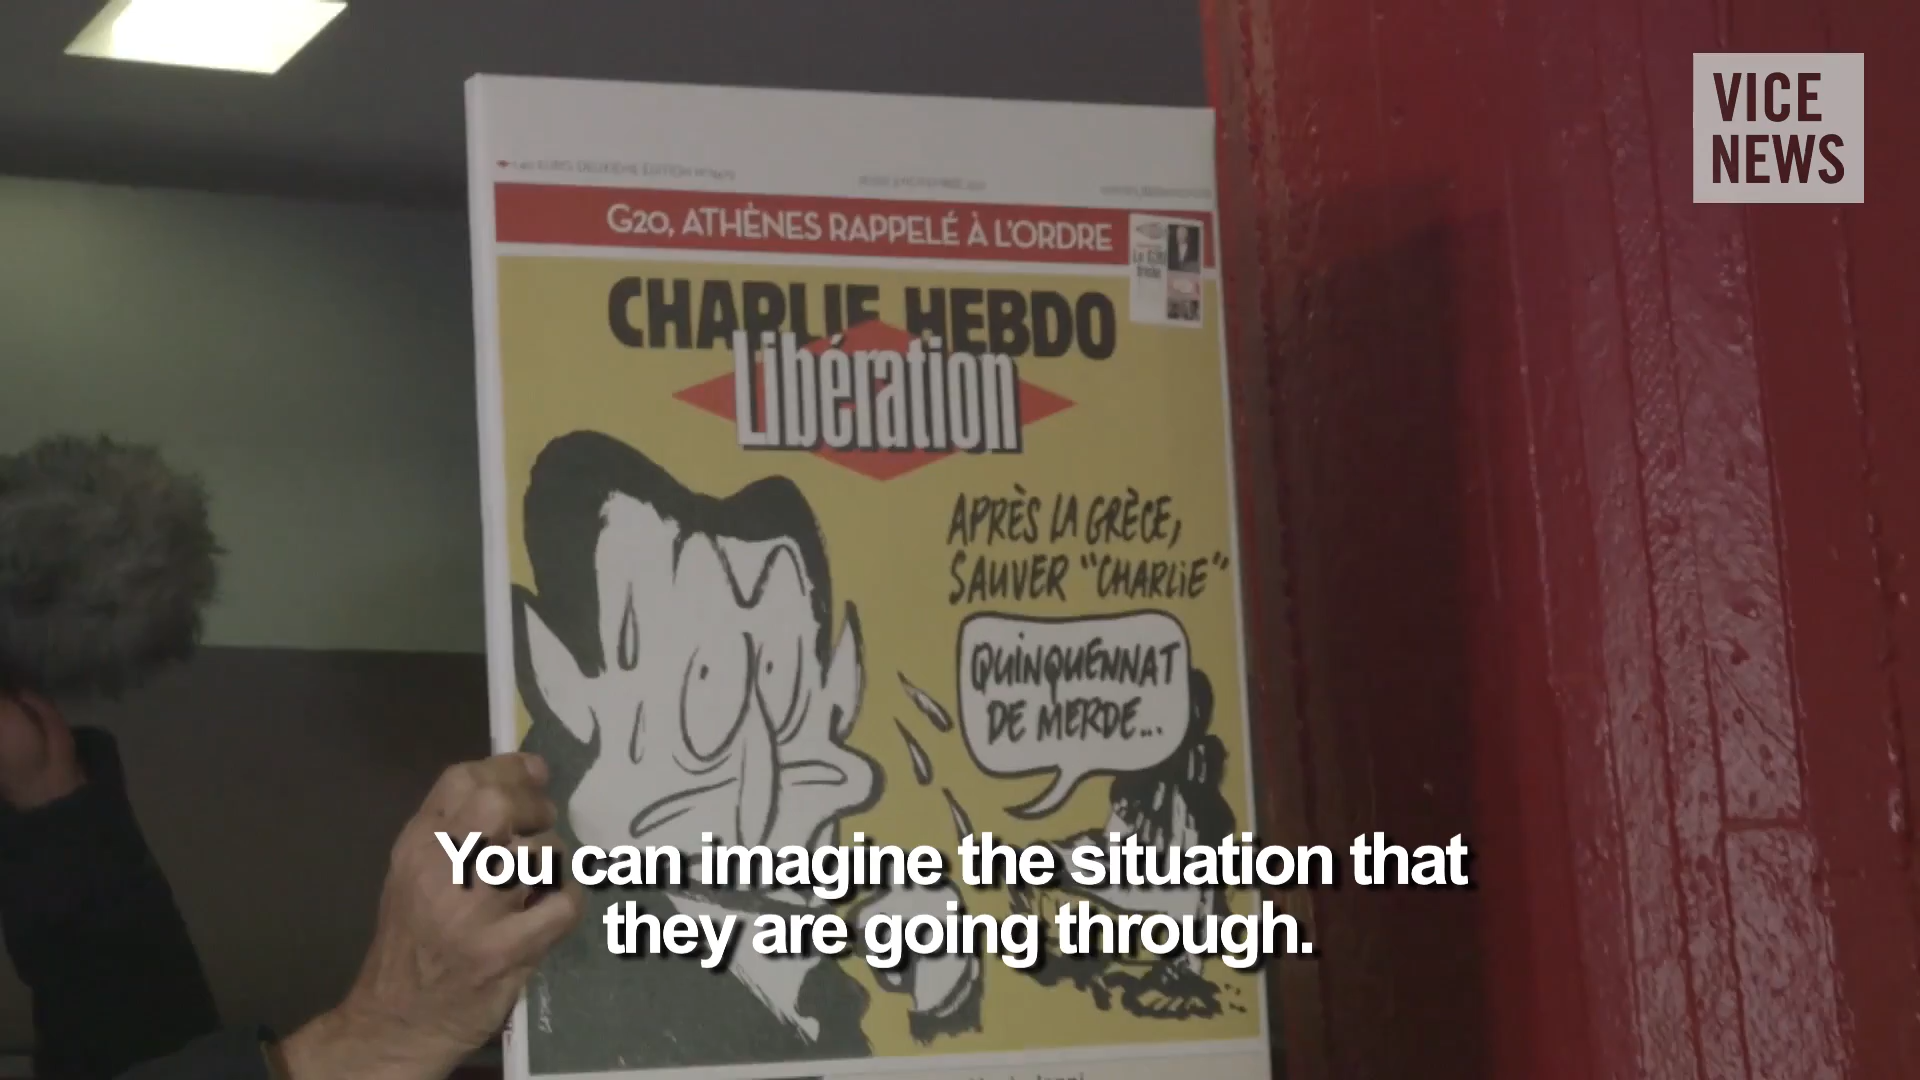 VICE
NEWS
G20, ATHÈNES RAPPELÉ À L'ORDRE
CHARLIE HEBDO
Libération
APRÈS LA GRÈCE,
SAUVER "CHARLIE"
QUINQUENNAT
DE MERDE...
You can imagine the situation that
they are going through.